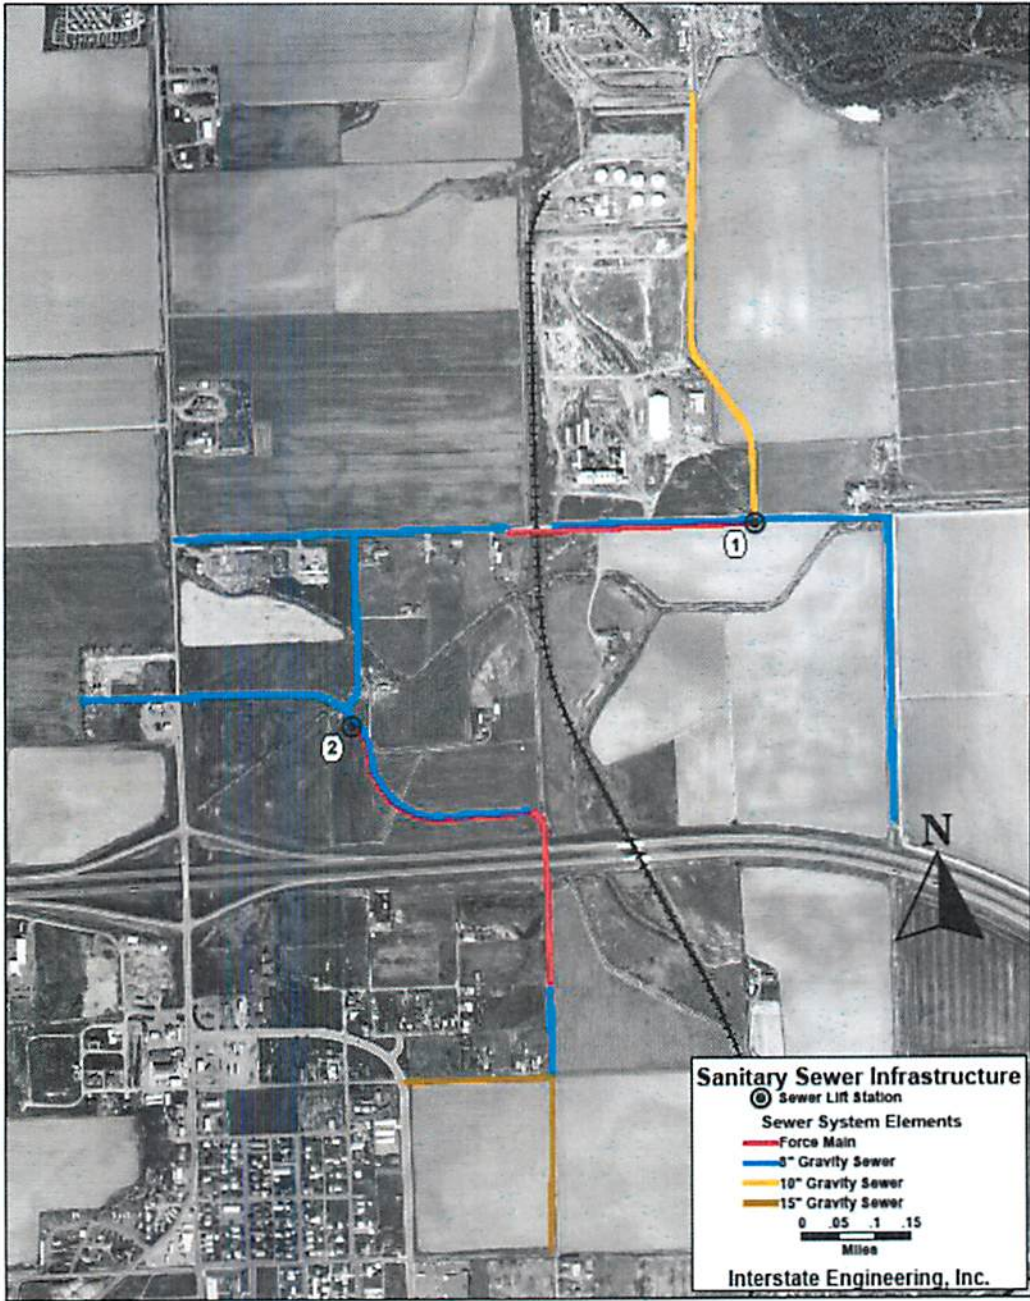 1
2
N
Sanitary Sewer Infrastructure
Sewer Lift Station
Sewer System Elements
Force Main
8" Gravity Sewer
10" Gravity Sewer
15" Gravity Sewer
0 .05 .1 .15
Miles
Interstate Engineering, Inc.